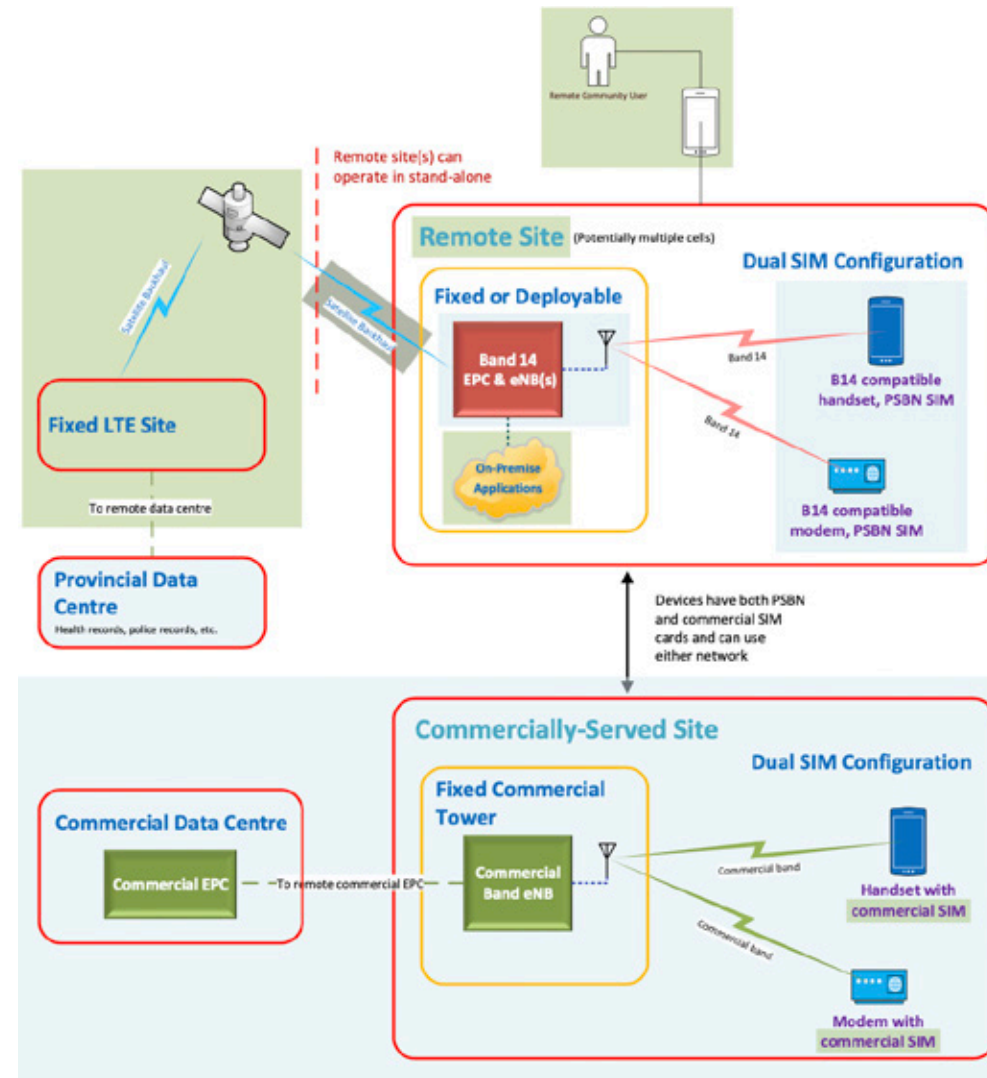 Remote Community User
Remote site(s) can
operate in stand-alone
Remote Site (Potentially multiple cells)
Dual SIM Configuration
Fixed or Deployable
Satellite Backhaul
Satellite Backhaul
Band 14
EPC & eNB(s)
Band 14
B14 compatible
handset, PSBN SIM
Fixed LTE Site
Band 14
On-Premise
Applications
To remote data centre
B14 compatible
modem, PSBN SIM
Provincial Data
Centre
Health records, police records, etc.
Devices have both PSBN
and commercial SIM
cards and can use
either network
Commercially-Served Site
Dual SIM Configuration
Fixed Commercial
Tower
Commercial Data Centre
Commercial EPC
To remote commercial EPC
Commercial
Band eNB
Commercial band
Handset with
commercial SIM
Commercial band
Modem with
commercial SIM